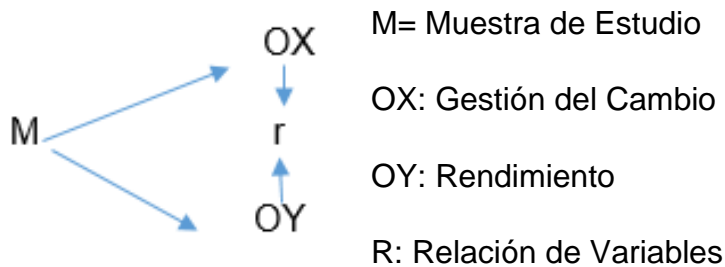 OX
M
r
OY
M= Muestra de Estudio
OX: Gestión del Cambio
OY: Rendimiento
R: Relación de Variables